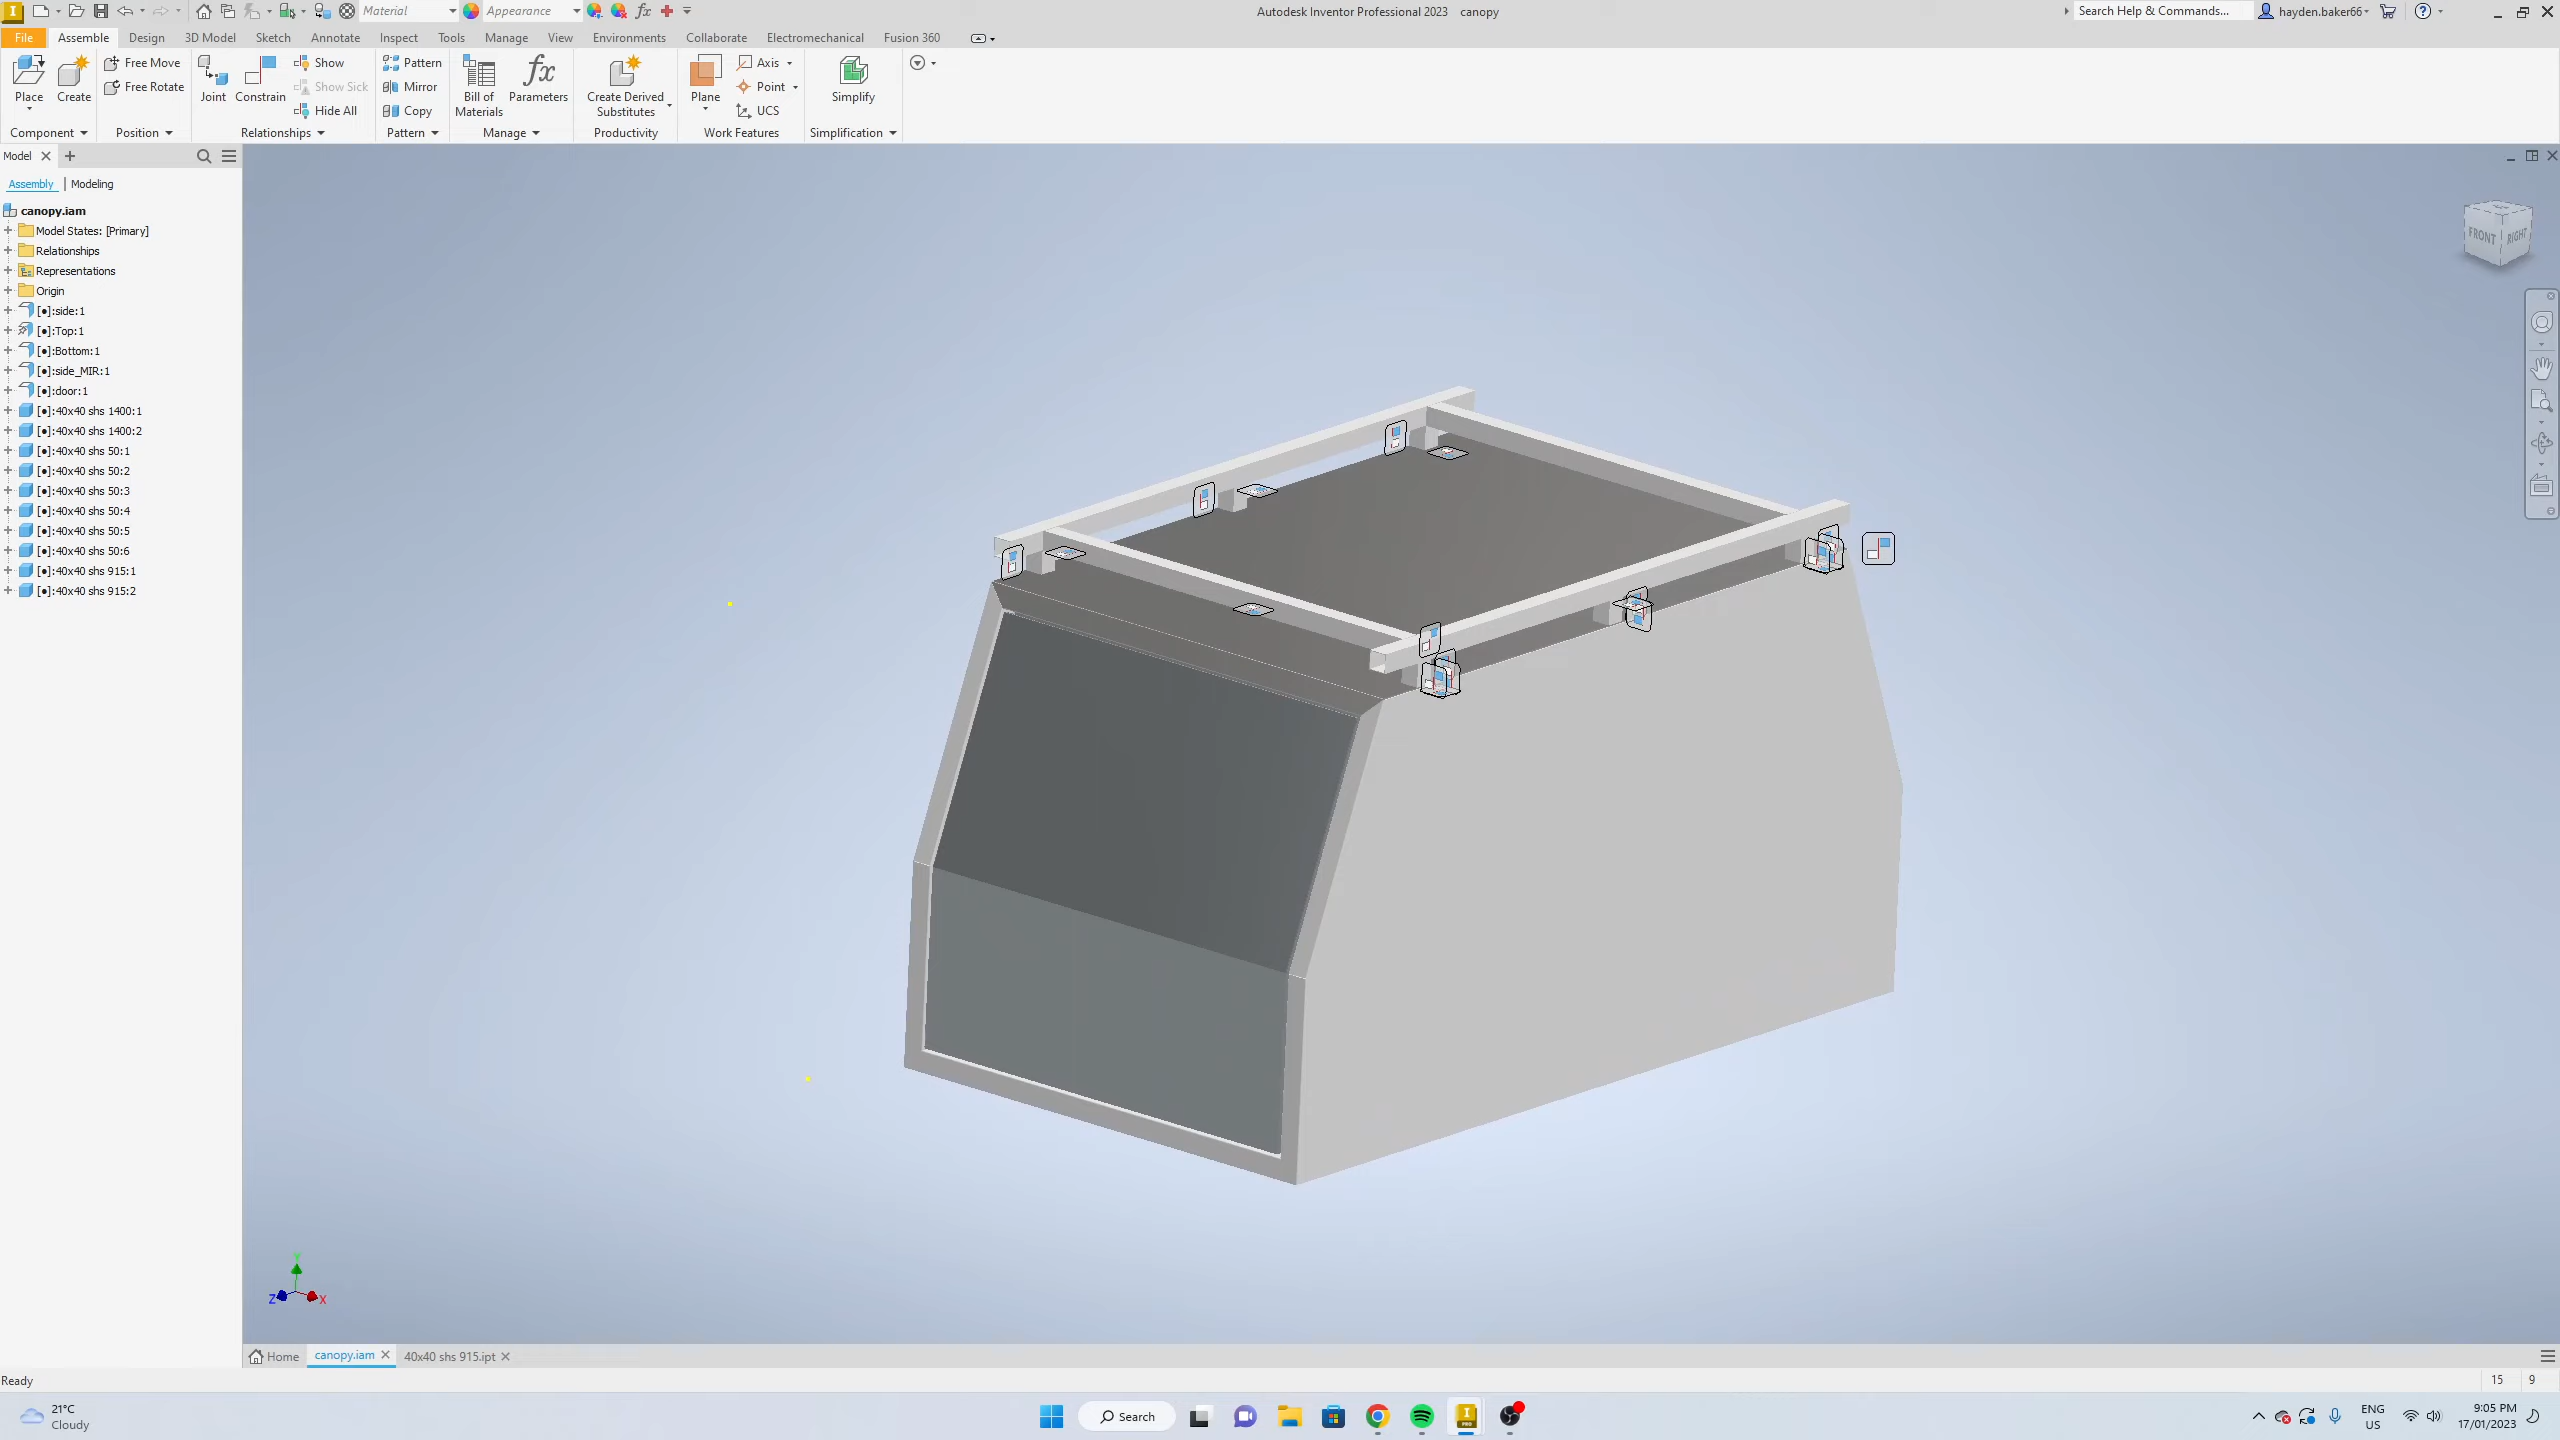 Material
Appearance
fx
Autodesk Inventor Professional 2023 canopy
Search Help & Commands...
hayden.baker66
File
Assemble
Design
3D Model
Sketch
Annotate
Inspect
Tools
Manage
View
Environments
Collaborate
Electromechanical
Fusion 360
Place
Create
Free Move
Free Rotate
Joint
Constrain
Show
Show Sick
Hide All
Pattern
Mirror
Copy
Bill of
Materials
fx
Parameters
Create Derived
Substitutes
Plane
Axis
Point
UCS
Simplify
Component
Position
Relationships
Pattern
Manage
Productivity
Work Features
Simplification
Model
Assembly
Modeling
canopy.iam
Model States: [Primary]
Relationships
Representations
Origin
[●]:side:1
[●]:Top:1
[●]:Bottom:1
[●]:side_MIR:1
[●]:door:1
[●]:40x40 shs 1400:1
[●]:40x40 shs 1400:2
[●]:40x40 shs 50:1
[●]:40x40 shs 50:2
[●]:40x40 shs 50:3
[●]:40x40 shs 50:4
[●]:40x40 shs 50:5
[●]:40x40 shs 50:6
[●]:40x40 shs 915:1
[●]:40x40 shs 915:2
FRONT
RIGHT
Y
Z
X
Home
canopy.iam
40x40 shs 915.ipt
Ready
15
9
21°C
Cloudy
Search
ENG
US
9:05 PM
17/01/2023